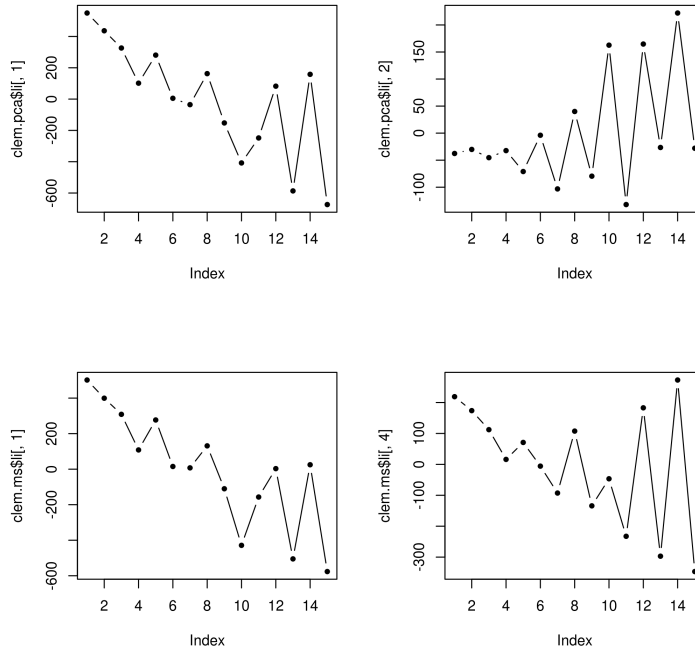 clem.pca$li[, 1]
200
0
-200
-600
2 4 6 8 10 12 14
Index
clem.pca$li[, 2]
150
50
0
-100
2 4 6 8 10 12 14
Index
clem.ms$li[, 1]
200
0
-200
-600
2 4 6 8 10 12 14
Index
clem.ms$li[, 4]
100
0
-100
-300
2 4 6 8 10 12 14
Index